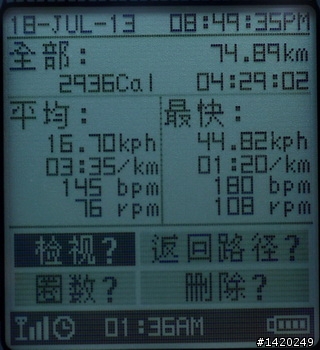 18-JUL-13 08:49:35PM
全部: 74.89km
2936Cal 04:29:02
平均: 最快:
16.70kph 44.82kph
03:35/km 01:20/km
145 bpm 180 bpm
76 rpm 108 rpm
检视? 返回路径?
圈数? 删除?
01:36AM
#1420249